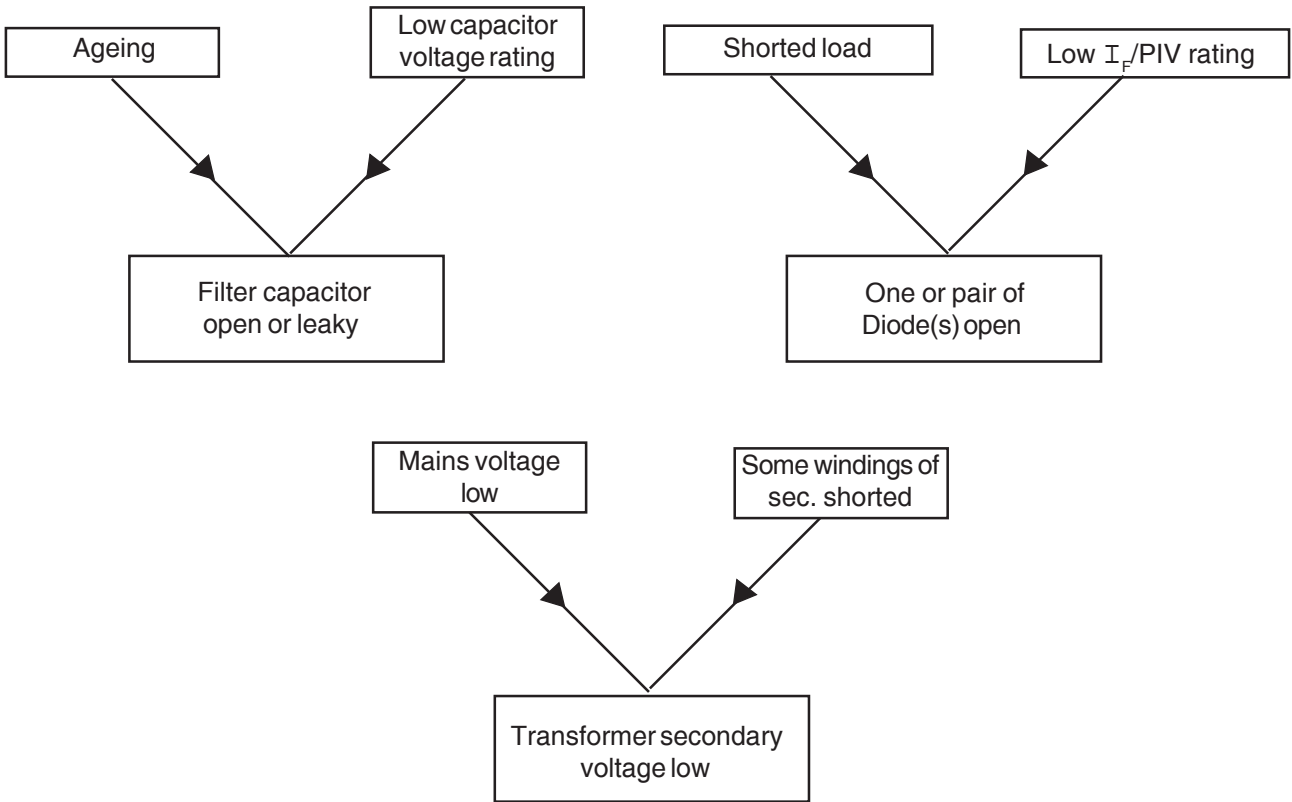 Ageing
Low capacitor
voltage rating
Shorted load
Low I_F/PIV rating
Filter capacitor
open or leaky
One or pair of
Diode(s) open
Mains voltage
low
Some windings of
sec. shorted
Transformer secondary
voltage low